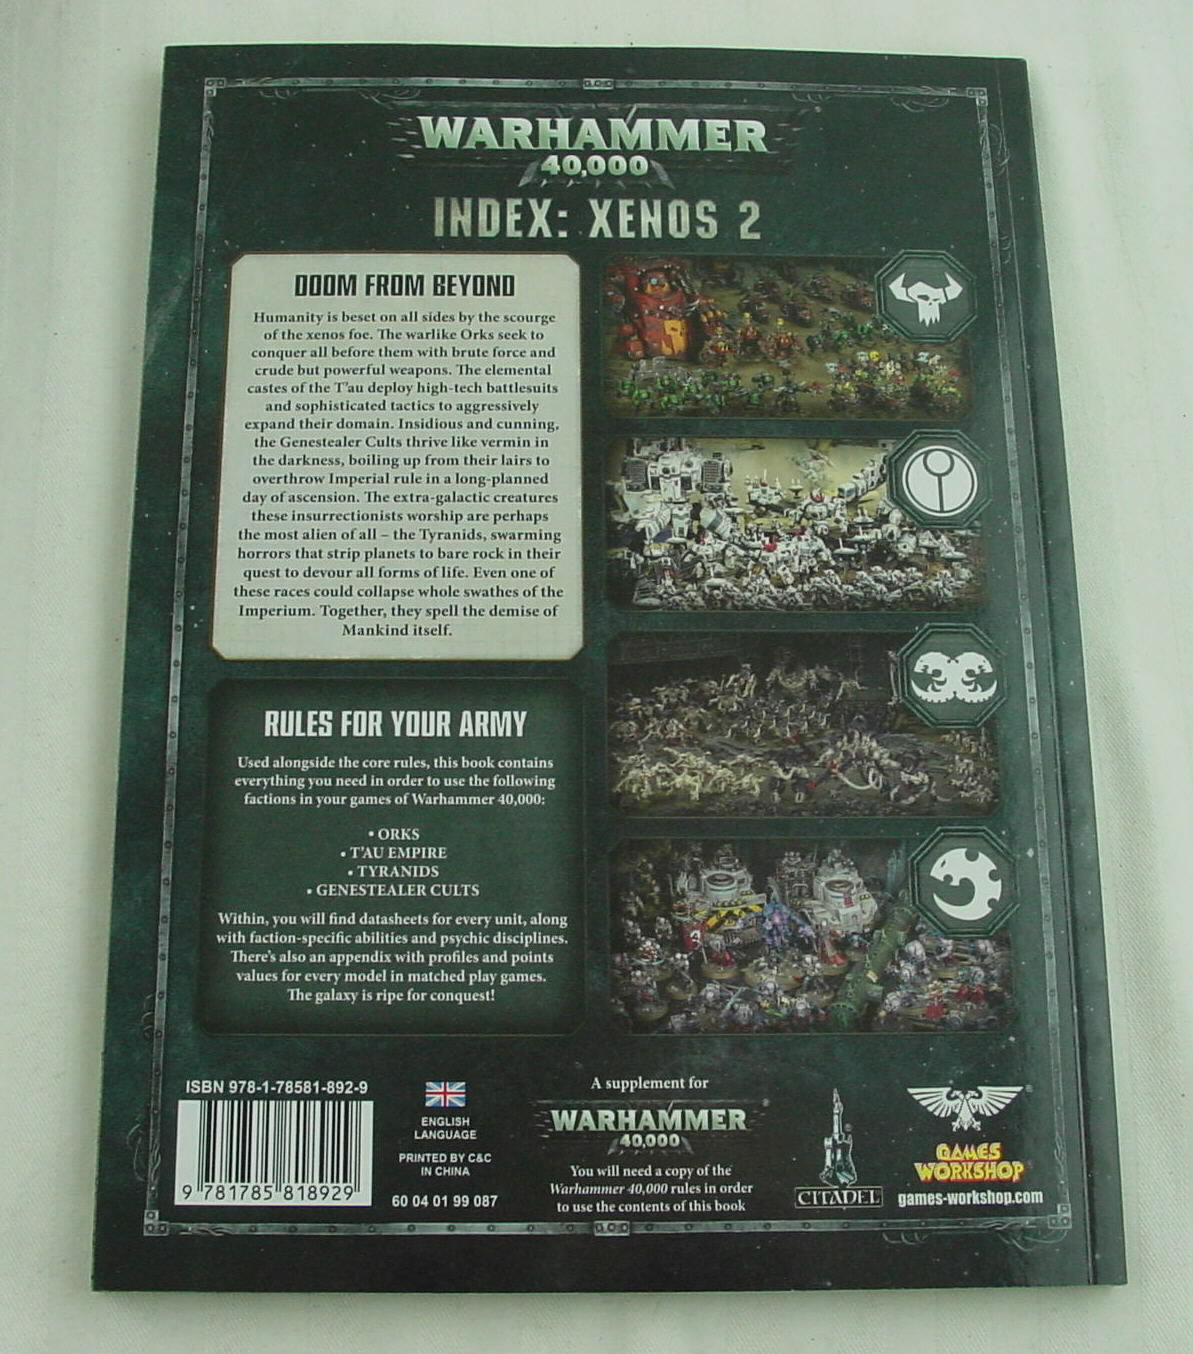 WARHAMMER
40,000
INDEX: XENOS 2
DOOM FROM BEYOND
Humanity is beset on all sides by the scourge
of the xenos foe. The warlike Orks seek to
conquer all before them with brute force and
crude but powerful weapons. The elemental
castes of the T'au deploy high-tech battlesuits
and sophisticated tactics to aggressively
expand their domain. Insidious and cunning,
the Genestealer Cults thrive like vermin in
the darkness, boiling up from their lairs to
overthrow Imperial rule in a long-planned
day of ascension. The extra-galactic creatures
these insurrectionists worship are perhaps
the most alien of all – the Tyranids, swarming
horrors that strip planets to bare rock in their
quest to devour all forms of life. Even one of
these races could collapse whole swathes of the
Imperium. Together, they spell the demise of
Mankind itself.
RULES FOR YOUR ARMY
Used alongside the core rules, this book contains
everything you need in order to use the following
factions in your games of Warhammer 40,000:
• ORKS
• T'AU EMPIRE
• TYRANIDS
• GENESTEALER CULTS
Within, you will find datasheets for every unit, along
with faction-specific abilities and psychic disciplines.
There's also an appendix with profiles and points
values for every model in matched play games.
The galaxy is ripe for conquest!
ISBN 978-1-78581-892-9
9 781785 818929
ENGLISH
LANGUAGE
PRINTED BY C&C
IN CHINA
60 04 01 99 087
A supplement for
WARHAMMER
40,000
You will need a copy of the
Warhammer 40,000 rules in order
to use the contents of this book
CITADEL
GAMES
WORKSHOP
games-workshop.com